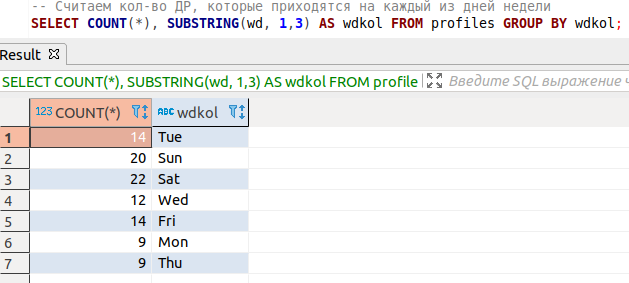 -- Считаем кол-во ДР, которые приходятся на каждый из дней недели
SELECT COUNT(*), SUBSTRING(wd, 1,3) AS wdkol FROM profiles GROUP BY wdkol;
Result
SELECT COUNT(*), SUBSTRING(wd, 1,3) AS wdkol FROM profile Введите SQL выражение ч
123 COUNT(*) ABC wdkol
1 14 Tue
2 20 Sun
3 22 Sat
4 12 Wed
5 14 Fri
6 9 Mon
7 9 Thu